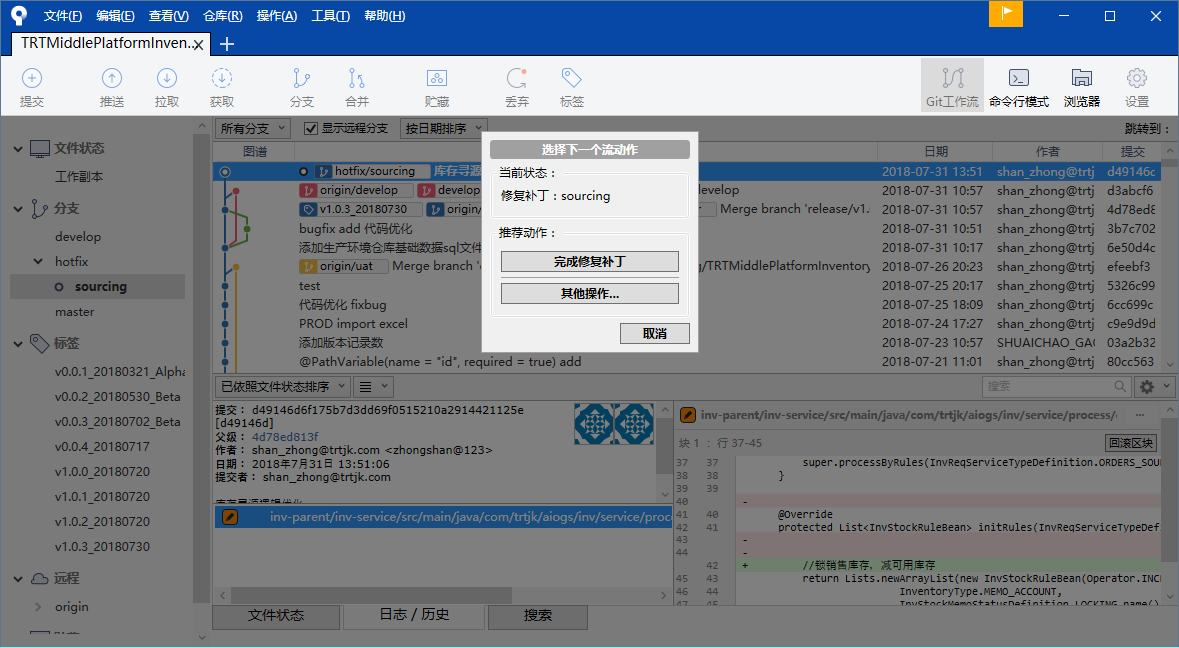 文件(F) 编辑(E) 查看(V) 仓库(R) 操作(A) 工具(T) 帮助(H)
TRTMiddlePlatformInven..
提交 推送 拉取 获取 分支 合并 贮藏 丢弃 标签 Git工作流 命令行模式 浏览器 设置
文件状态
工作副本
分支
develop
hotfix
sourcing
master
标签
v0.0.1_20180321_Alpha
v0.0.2_20180530_Beta
v0.0.3_20180702_Beta
v0.0.4_20180717
v1.0.0_20180720
v1.0.1_20180720
v1.0.2_20180720
v1.0.3_20180730
远程
origin
所有分支 显示远程分支 按日期排序 跳转到：
图谱 日期 作者 提交
hotfix/sourcing 库存寻源 2018-07-31 13:51 shan_zhong@trtj d49146c
origin/develop develop evelop 2018-07-31 10:57 shan_zhong@trtj d3abcf6
v1.0.3_20180730 origin/ Merge branch 'release/v1. 2018-07-31 10:57 shan_zhong@trtj 4d78ed8
bugfix add 代码优化 2018-07-31 10:51 shan_zhong@trtj 3b7c702
添加生产环境仓库基础数据sql文件 2018-07-31 10:17 shan_zhong@trtj 6e50d4c
origin/uat Merge branch ' g/TRTMiddlePlatformInventory 2018-07-26 20:23 shan_zhong@trtj efeebf3
test 2018-07-25 20:17 shan_zhong@trtj 5326c99
代码优化 fixbug 2018-07-25 18:09 shan_zhong@trtj 6cc699c
PROD import excel 2018-07-24 17:27 shan_zhong@trtj c9e9d9d
添加版本记录数 2018-07-23 10:57 SHUAICHAO_GAO 03a2b32
@PathVariable(name = "id", required = true) add 2018-07-21 11:01 shan_zhong@trtj 80cc563
选择下一个流动作
当前状态：
修复补丁：sourcing
推荐动作：
完成修复补丁
其他操作...
取消
已依照文件状态排序 搜索
提交： d49146d6f175b7d3dd69f0515210a2914421125e
[d49146d]
父级： 4d78ed813f
作者： shan_zhong@trtjk.com <zhongshan@123>
日期： 2018年7月31日 13:51:06
提交者： shan_zhong@trtjk.com
库存寻源逻辑优化
inv-parent/inv-service/src/main/java/com/trtjk/aiogs/inv/service/proce
inv-parent/inv-service/src/main/java/com/trtjk/aiogs/inv/service/process/
...
块 1 ：行 37-45 回滚区块
37 37 super.processByRules(InvReqServiceTypeDefinition.ORDERS_SOU
38 38 }
39 39
40 -
41 40 @Override
42 41 protected List<InvStockRuleBean> initRules(InvReqServiceTypeDef
43 -
44 -
42 + //锁销售库存，减可用库存
45 43 return Lists.newArrayList(new InvStockRuleBean(Operator.INC
46 44 InventoryType.MEMO_ACCOUNT,
47 45 InvStockMemoStatusDefinition.LOCKING.name()
文件状态 日志 / 历史 搜索